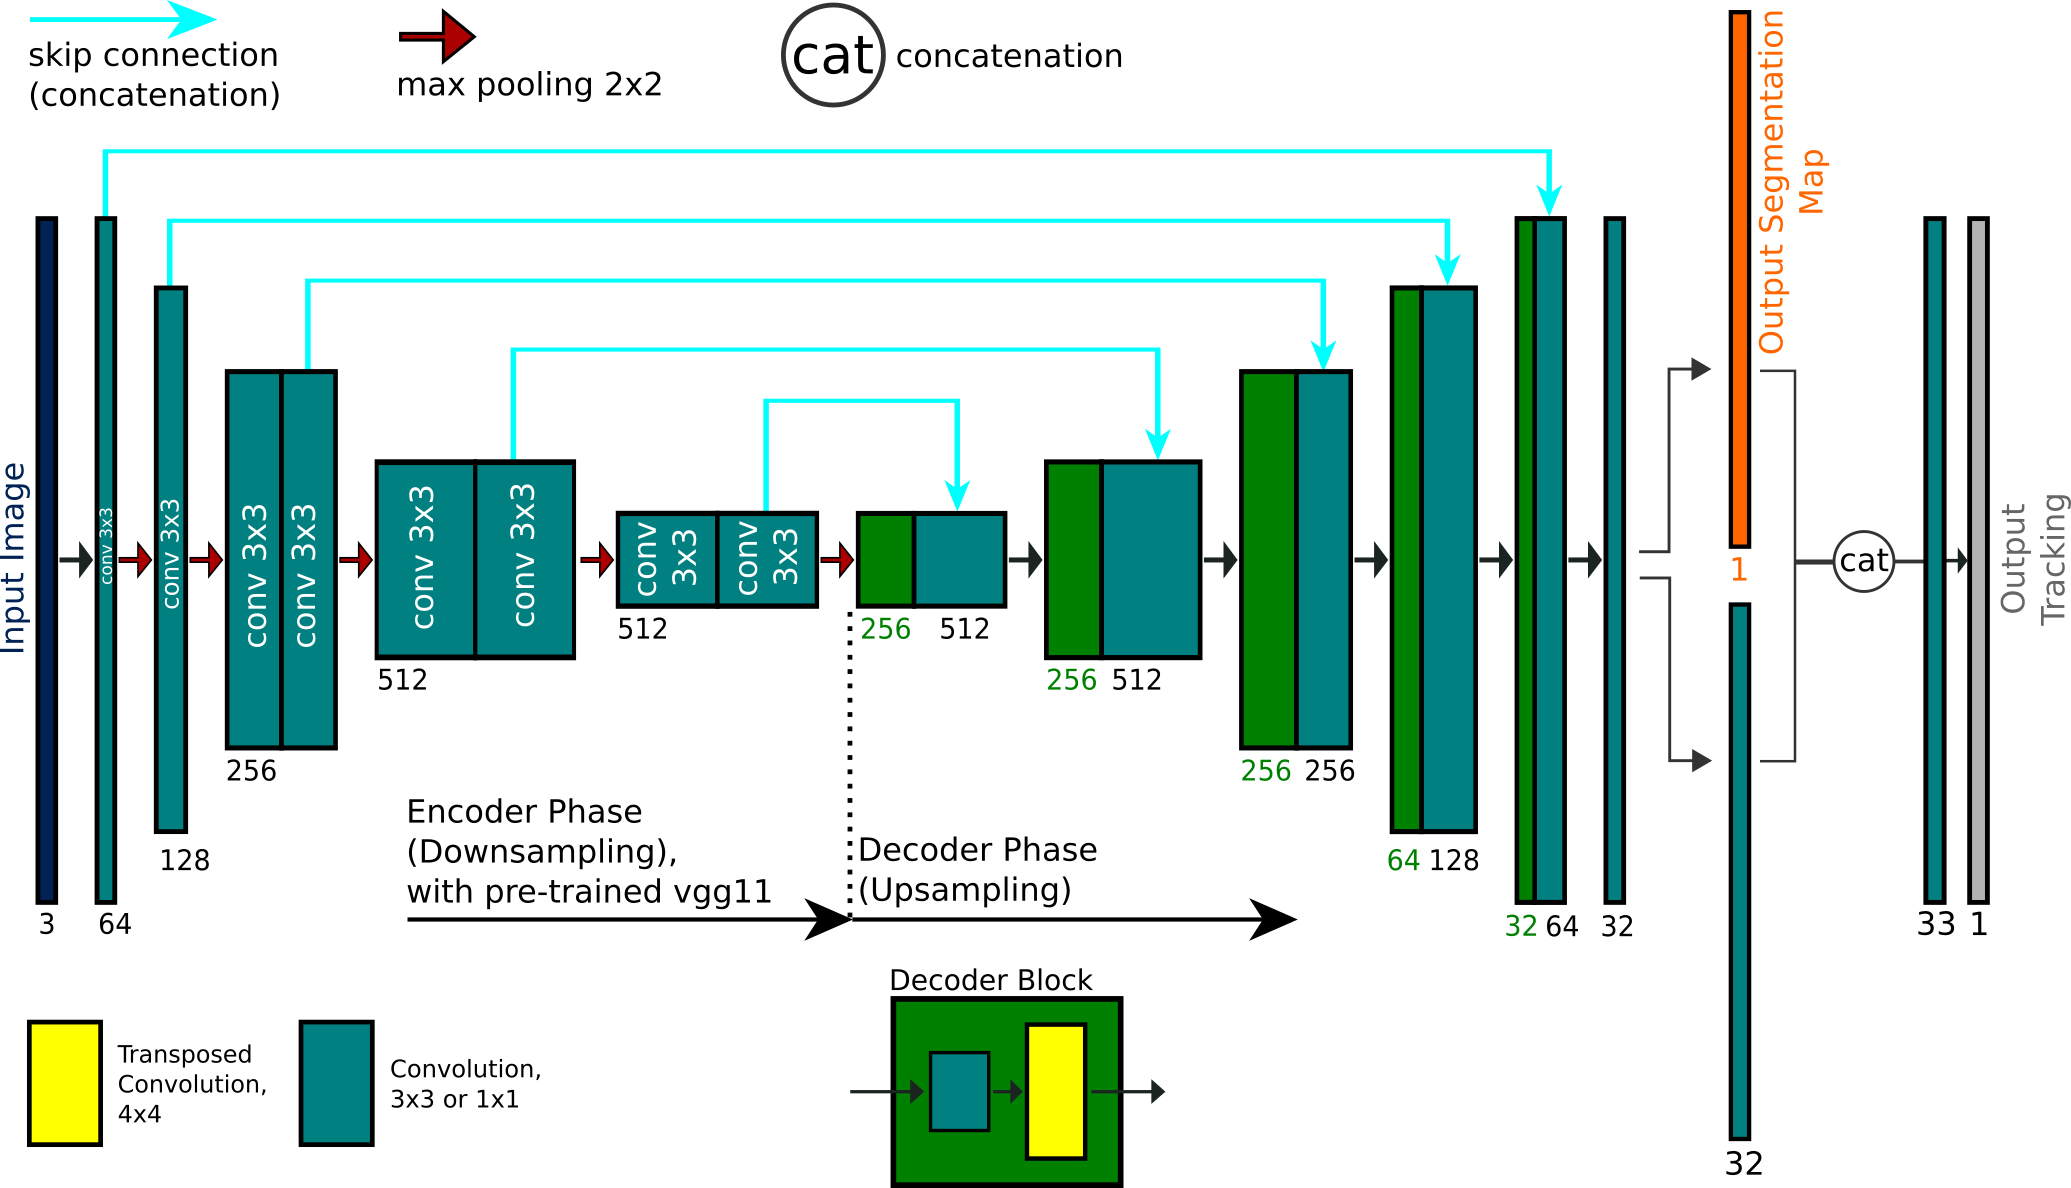 skip connection
(concatenation)
max pooling 2x2
cat
concatenation
Input Image
3
conv 3x3
64
conv 3x3
128
conv 3x3
conv 3x3
256
conv 3x3
conv 3x3
512
conv
3x3
conv
3x3
512
256
512
256
512
256
256
64
128
32
64
32
Output Segmentation
Map
1
32
cat
33
1
Output
Tracking
Encoder Phase
(Downsampling),
with pre-trained vgg11
Decoder Phase
(Upsampling)
Decoder Block
Transposed
Convolution,
4x4
Convolution,
3x3 or 1x1